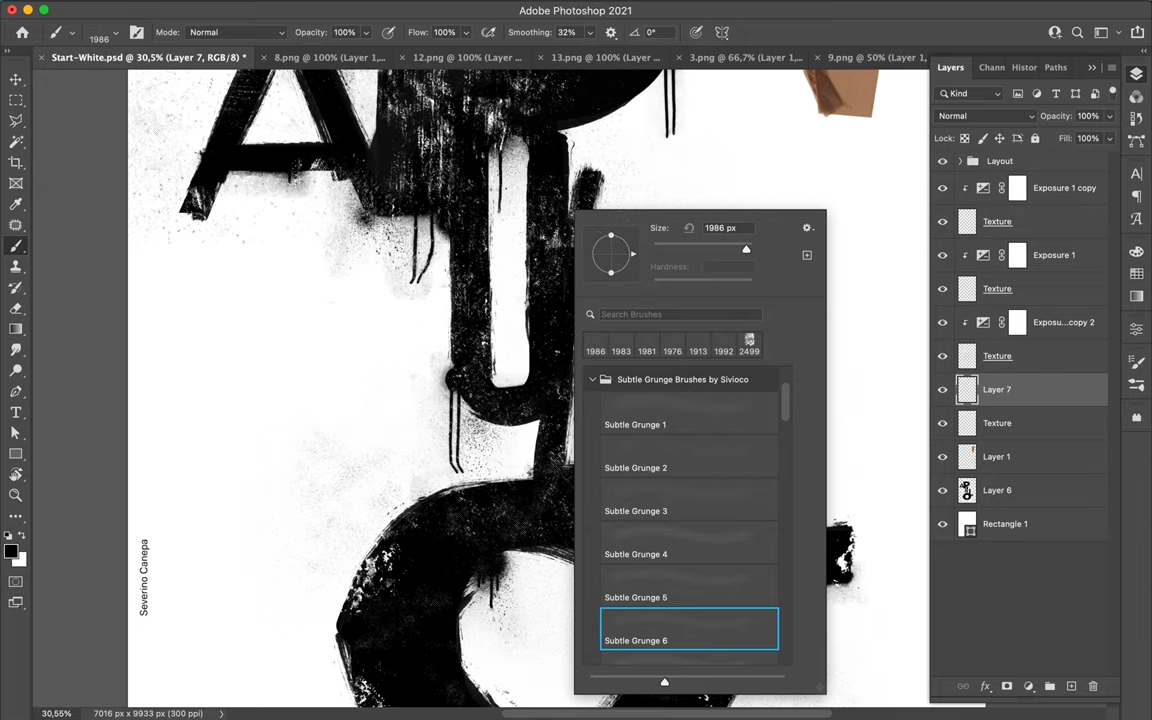 Adobe Photoshop 2021
1986 Mode: Normal Opacity: 100% Flow: 100% Smoothing: 32% 0°
Start-White.psd @ 30,5% (Layer 7, RGB/8) * 8.png @ 100% (Layer 1,... 12.png @ 100% (Layer ... 13.png @ 100% (Layer ... 3.png @ 66,7% (Layer 1,... 9.png @ 50% (Layer 1,
Layers Chann Histor Paths
Kind
Normal Opacity: 100%
Lock: Fill: 100%
Layout
Exposure 1 copy
Texture
Exposure 1
Texture
Exposu...copy 2
Texture
Layer 7
Texture
Layer 1
Layer 6
Rectangle 1
Size: 1986 px
Hardness:
Search Brushes
1986 1983 1981 1976 1913 1992 2499
Subtle Grunge Brushes by Sivioco
Subtle Grunge 1
Subtle Grunge 2
Subtle Grunge 3
Subtle Grunge 4
Subtle Grunge 5
Subtle Grunge 6
Severino Canepa
30,55% 7016 px x 9933 px (300 ppi)